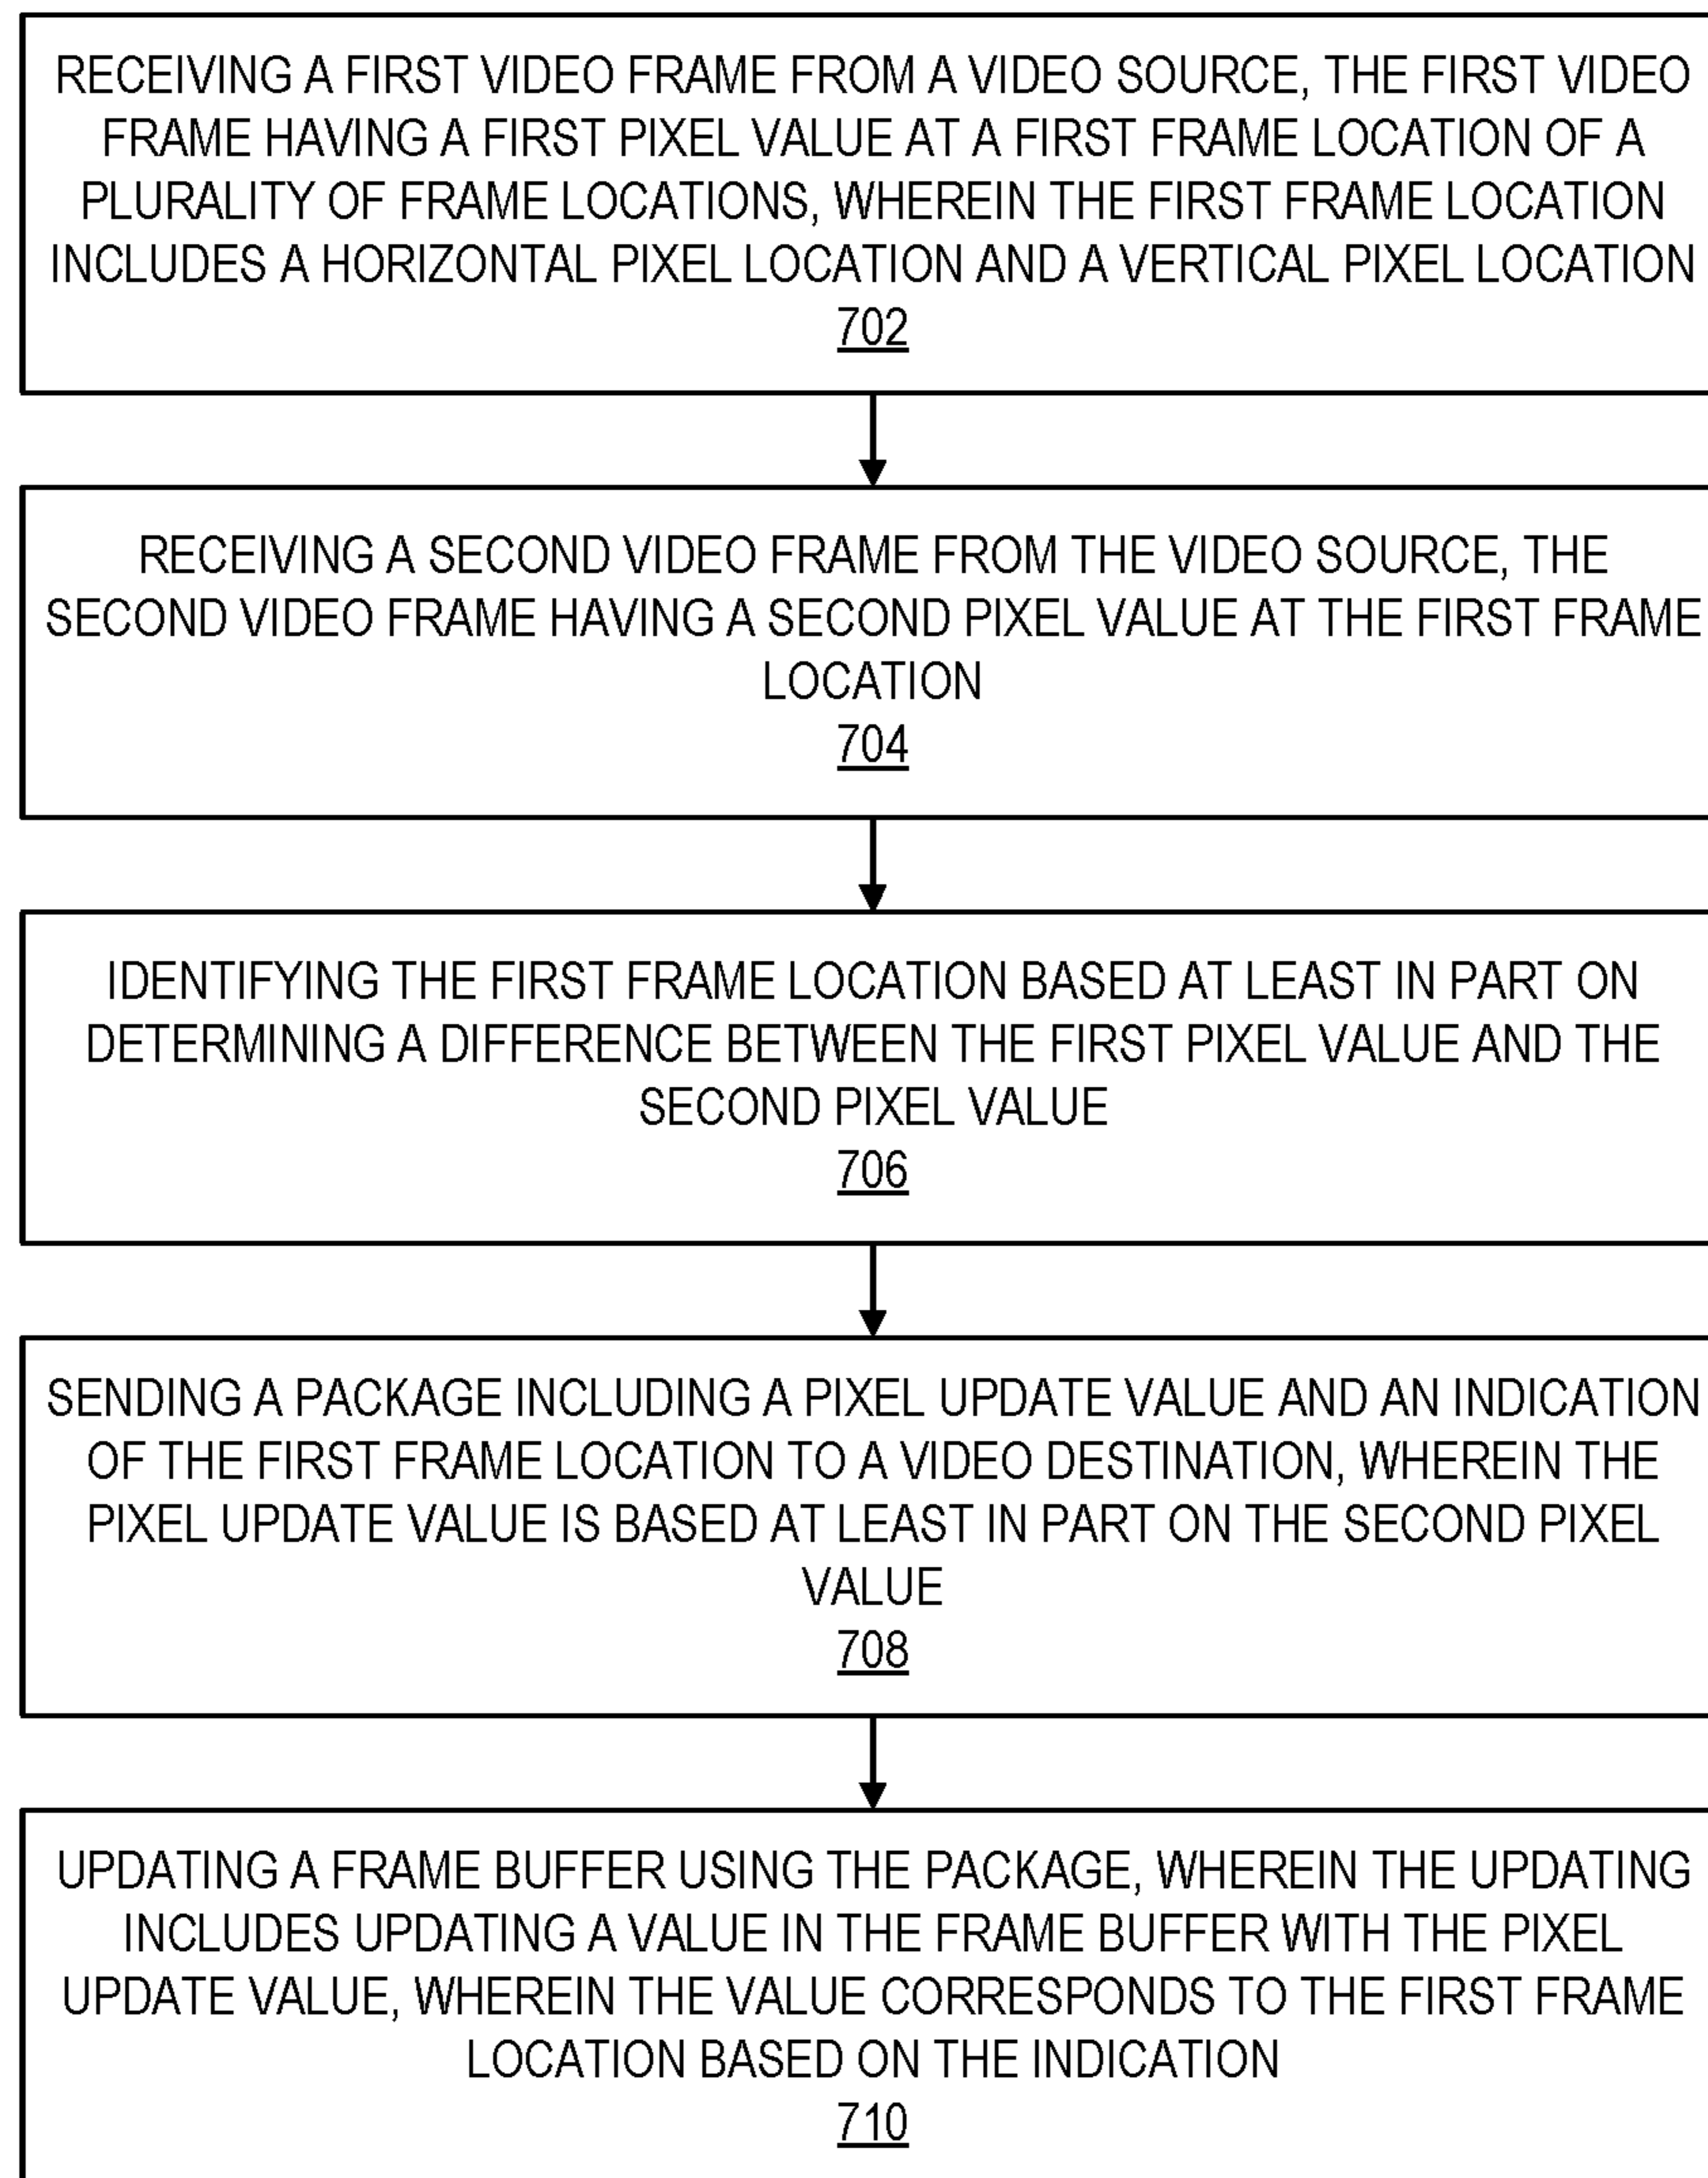 RECEIVING A FIRST VIDEO FRAME FROM A VIDEO SOURCE, THE FIRST VIDEO
FRAME HAVING A FIRST PIXEL VALUE AT A FIRST FRAME LOCATION OF A
PLURALITY OF FRAME LOCATIONS, WHEREIN THE FIRST FRAME LOCATION
INCLUDES A HORIZONTAL PIXEL LOCATION AND A VERTICAL PIXEL LOCATION
702
RECEIVING A SECOND VIDEO FRAME FROM THE VIDEO SOURCE, THE
SECOND VIDEO FRAME HAVING A SECOND PIXEL VALUE AT THE FIRST FRAME
LOCATION
704
IDENTIFYING THE FIRST FRAME LOCATION BASED AT LEAST IN PART ON
DETERMINING A DIFFERENCE BETWEEN THE FIRST PIXEL VALUE AND THE
SECOND PIXEL VALUE
706
SENDING A PACKAGE INCLUDING A PIXEL UPDATE VALUE AND AN INDICATION
OF THE FIRST FRAME LOCATION TO A VIDEO DESTINATION, WHEREIN THE
PIXEL UPDATE VALUE IS BASED AT LEAST IN PART ON THE SECOND PIXEL
VALUE
708
UPDATING A FRAME BUFFER USING THE PACKAGE, WHEREIN THE UPDATING
INCLUDES UPDATING A VALUE IN THE FRAME BUFFER WITH THE PIXEL
UPDATE VALUE, WHEREIN THE VALUE CORRESPONDS TO THE FIRST FRAME
LOCATION BASED ON THE INDICATION
710